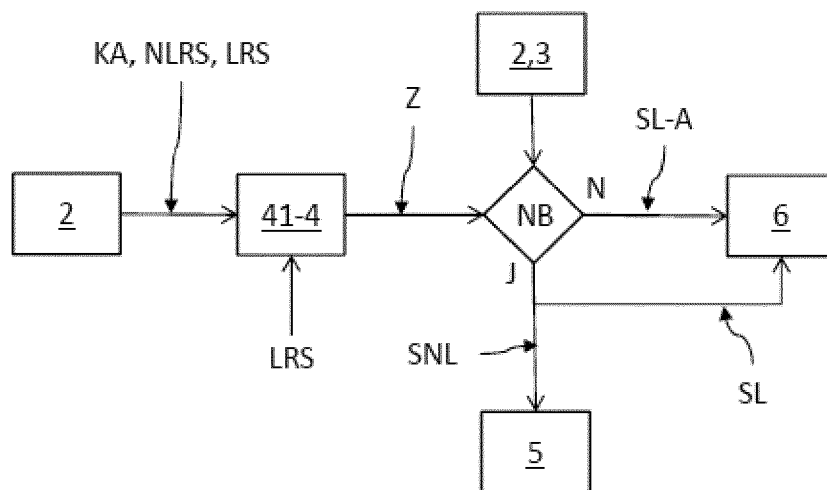 KA, NLRS, LRS
2,3
Z
SL-A
2
41-4
NB
N
6
J
LRS
SNL
SL
5